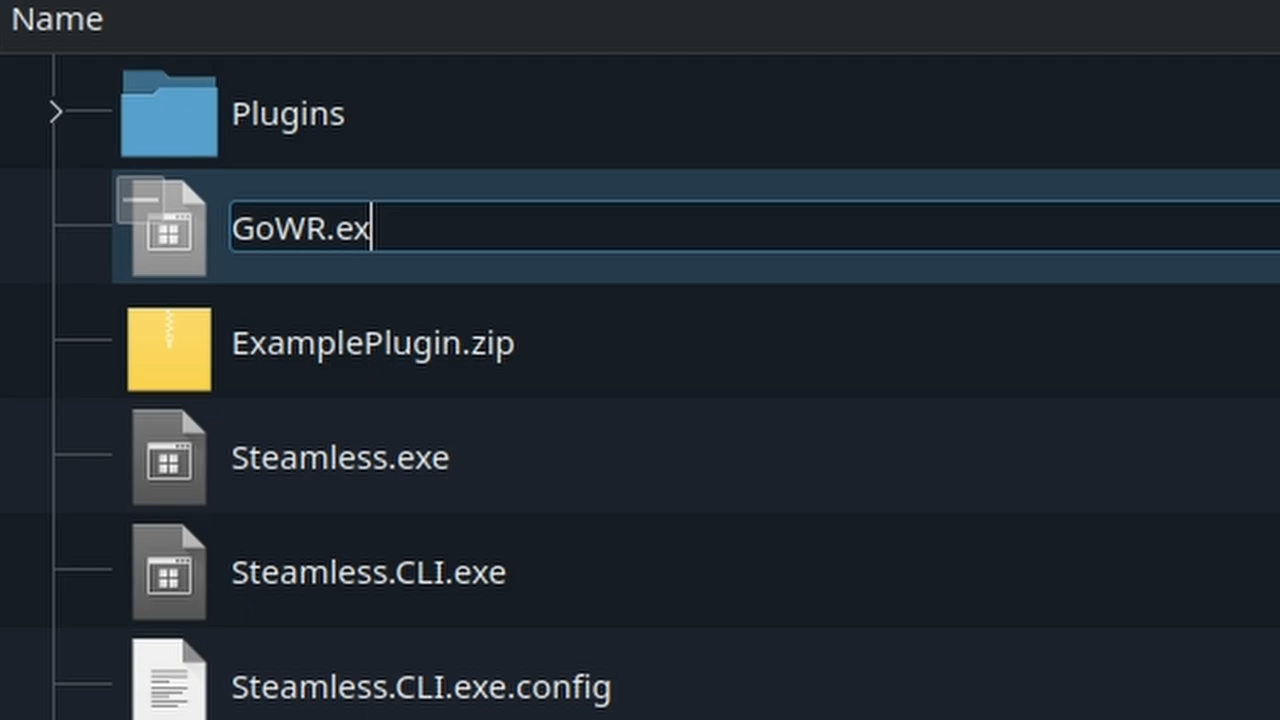 Name
Plugins
GoWR.ex
ExamplePlugin.zip
Steamless.exe
Steamless.CLI.exe
Steamless.CLI.exe.config